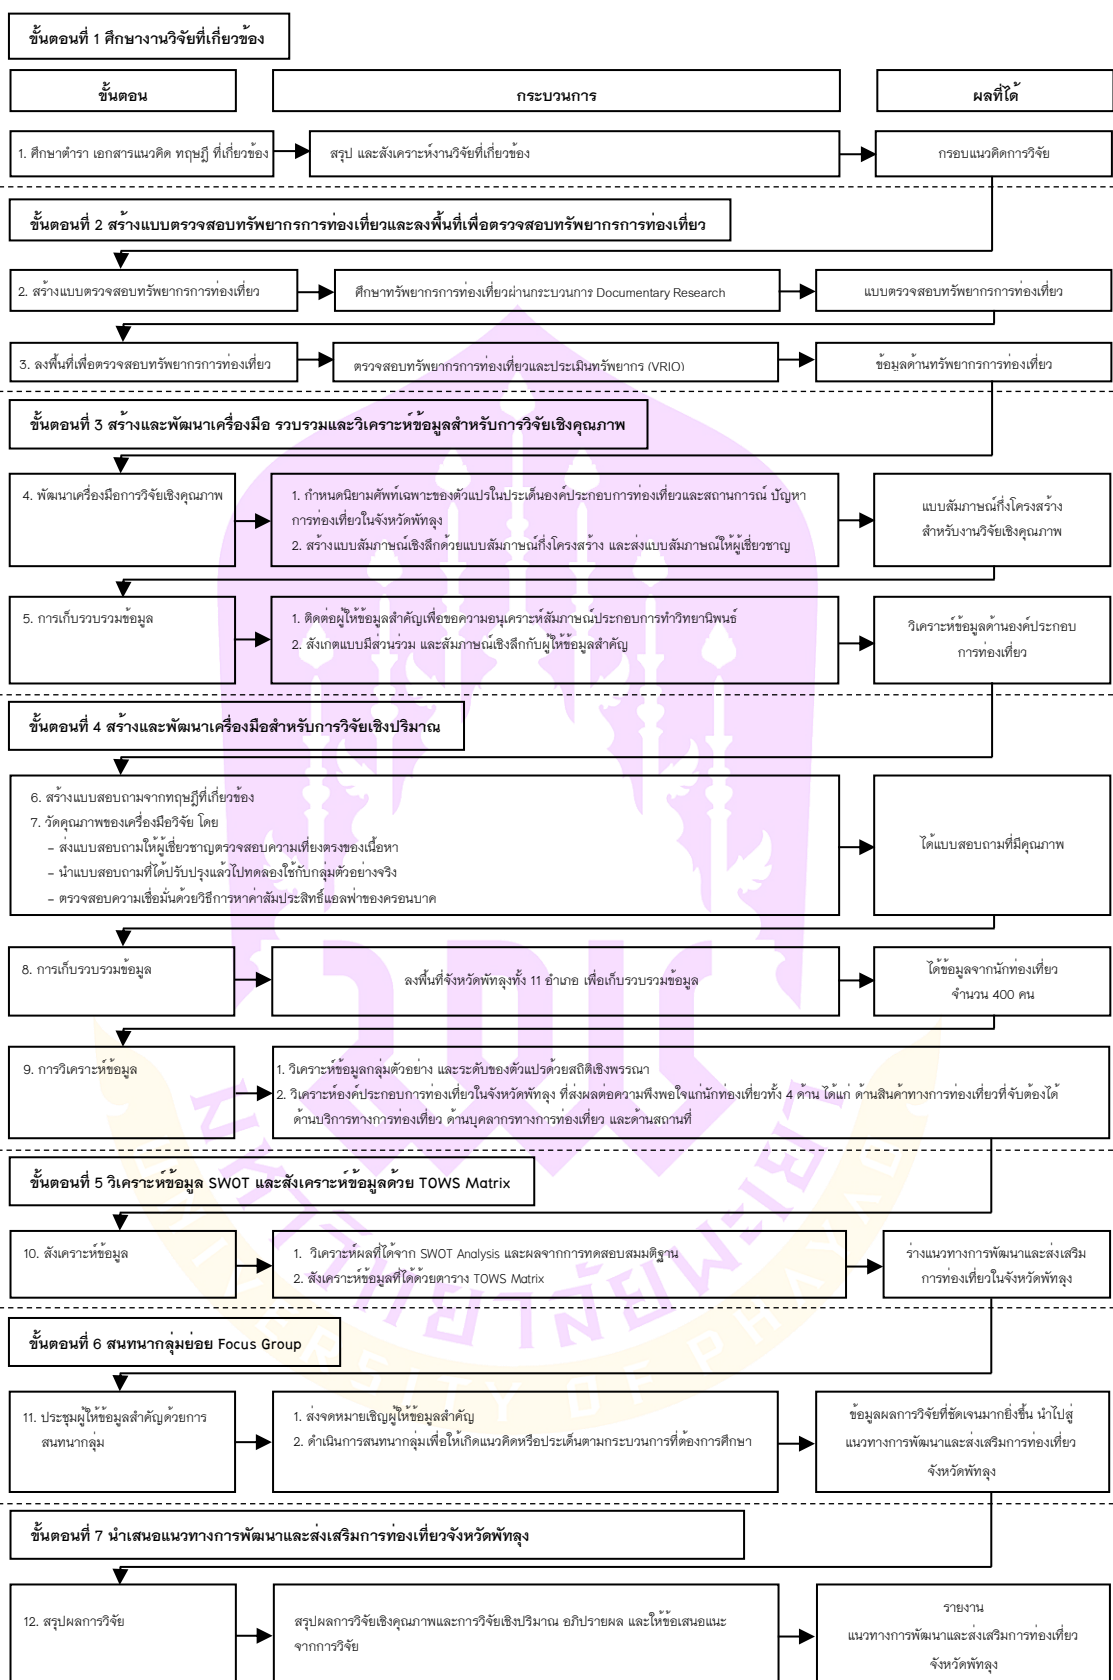 ขั้นตอนที่ 1 ศึกษางานวิจัยที่เกี่ยวข้อง
ขั้นตอน
กระบวนการ
ผลที่ได้
1. ศึกษาตำรา เอกสารแนวคิด ทฤษฎี ที่เกี่ยวข้อง
สรุป และสังเคราะห์งานวิจัยที่เกี่ยวข้อง
กรอบแนวคิดการวิจัย
ขั้นตอนที่ 2 สร้างแบบตรวจสอบทรัพยากรการท่องเที่ยวและลงพื้นที่เพื่อตรวจสอบทรัพยากรการท่องเที่ยว
2. สร้างแบบตรวจสอบทรัพยากรการท่องเที่ยว
ศึกษาทรัพยากรการท่องเที่ยวผ่านกระบวนการ Documentary Research
แบบตรวจสอบทรัพยากรการท่องเที่ยว
3. ลงพื้นที่เพื่อตรวจสอบทรัพยากรการท่องเที่ยว
ตรวจสอบทรัพยากรการท่องเที่ยวและประเมินทรัพยากร (VRIO)
ข้อมูลด้านทรัพยากรการท่องเที่ยว
ขั้นตอนที่ 3 สร้างและพัฒนาเครื่องมือ รวบรวมและวิเคราะห์ข้อมูลสำหรับการวิจัยเชิงคุณภาพ
4. พัฒนาเครื่องมือการวิจัยเชิงคุณภาพ
1. กำหนดนิยามศัพท์เฉพาะของตัวแปรในประเด็นองค์ประกอบการท่องเที่ยวและสถานการณ์ ปัญหา
การท่องเที่ยวในจังหวัดพัทลุง
2. สร้างแบบสัมภาษณ์เชิงลึกด้วยแบบสัมภาษณ์กึ่งโครงสร้าง และส่งแบบสัมภาษณ์ให้ผู้เชี่ยวชาญ
แบบสัมภาษณ์กึ่งโครงสร้าง
สำหรับงานวิจัยเชิงคุณภาพ
5. การเก็บรวบรวมข้อมูล
1. ติดต่อผู้ให้ข้อมูลสำคัญเพื่อขอความอนุเคราะห์สัมภาษณ์ประกอบการทำวิทยานิพนธ์
2. สังเกตแบบมีส่วนร่วม และสัมภาษณ์เชิงลึกกับผู้ให้ข้อมูลสำคัญ
วิเคราะห์ข้อมูลด้านองค์ประกอบ
การท่องเที่ยว
ขั้นตอนที่ 4 สร้างและพัฒนาเครื่องมือสำหรับการวิจัยเชิงปริมาณ
6. สร้างแบบสอบถามจากทฤษฎีที่เกี่ยวข้อง
7. วัดคุณภาพของเครื่องมือวิจัย โดย
– ส่งแบบสอบถามให้ผู้เชี่ยวชาญตรวจสอบความเที่ยงตรงของเนื้อหา
– นำแบบสอบถามที่ได้ปรับปรุงแล้วไปทดลองใช้กับกลุ่มตัวอย่างจริง
– ตรวจสอบความเชื่อมั่นด้วยวิธีการหาค่าสัมประสิทธิ์แอลฟ่าของครอนบาค
ได้แบบสอบถามที่มีคุณภาพ
8. การเก็บรวบรวมข้อมูล
ลงพื้นที่จังหวัดพัทลุงทั้ง 11 อำเภอ เพื่อเก็บรวบรวมข้อมูล
ได้ข้อมูลจากนักท่องเที่ยว
จำนวน 400 คน
9. การวิเคราะห์ข้อมูล
1. วิเคราะห์ข้อมูลกลุ่มตัวอย่าง และระดับของตัวแปรด้วยสถิติเชิงพรรณา
2. วิเคราะห์องค์ประกอบการท่องเที่ยวในจังหวัดพัทลุง ที่ส่งผลต่อความพึงพอใจแก่นักท่องเที่ยวทั้ง 4 ด้าน ได้แก่ ด้านสินค้าทางการท่องเที่ยวที่จับต้องได้
ด้านบริการทางการท่องเที่ยว ด้านบุคลากรทางการท่องเที่ยว และด้านสถานที่
ขั้นตอนที่ 5 วิเคราะห์ข้อมูล SWOT และสังเคราะห์ข้อมูลด้วย TOWS Matrix
10. สังเคราะห์ข้อมูล
1. วิเคราะห์ผลที่ได้จาก SWOT Analysis และผลจากการทดสอบสมมติฐาน
2. สังเคราะห์ข้อมูลที่ได้ด้วยตาราง TOWS Matrix
ร่างแนวทางการพัฒนาและส่งเสริม
การท่องเที่ยวในจังหวัดพัทลุง
ขั้นตอนที่ 6 สนทนากลุ่มย่อย Focus Group
11. ประชุมผู้ให้ข้อมูลสำคัญด้วยการ
สนทนากลุ่ม
1. ส่งจดหมายเชิญผู้ให้ข้อมูลสำคัญ
2. ดำเนินการสนทนากลุ่มเพื่อให้เกิดแนวคิดหรือประเด็นตามกระบวนการที่ต้องการศึกษา
ข้อมูลผลการวิจัยที่ชัดเจนมากยิ่งขึ้น นำไปสู่
แนวทางการพัฒนาและส่งเสริมการท่องเที่ยว
จังหวัดพัทลุง
ขั้นตอนที่ 7 นำเสนอแนวทางการพัฒนาและส่งเสริมการท่องเที่ยวจังหวัดพัทลุง
12. สรุปผลการวิจัย
สรุปผลการวิจัยเชิงคุณภาพและการวิจัยเชิงปริมาณ อภิปรายผล และให้ข้อเสนอแนะ
จากการวิจัย
รายงาน
แนวทางการพัฒนาและส่งเสริมการท่องเที่ยว
จังหวัดพัทลุง
มหาวิทยาลัยพะเยา
UNIVERSITY OF PHAYAO